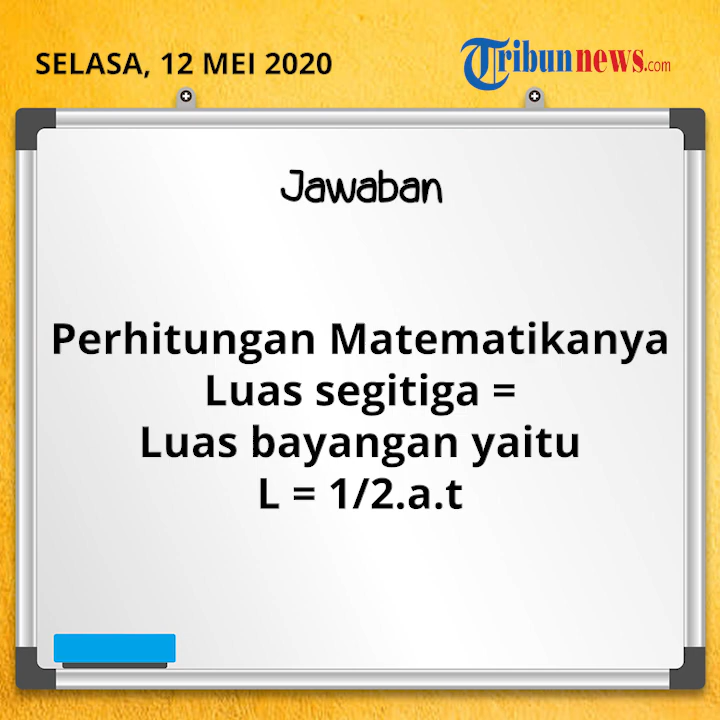 SELASA, 12 MEI 2020
Tribunnews.com
Jawaban
Perhitungan Matematikanya
Luas segitiga =
Luas bayangan yaitu
L = 1/2.a.t